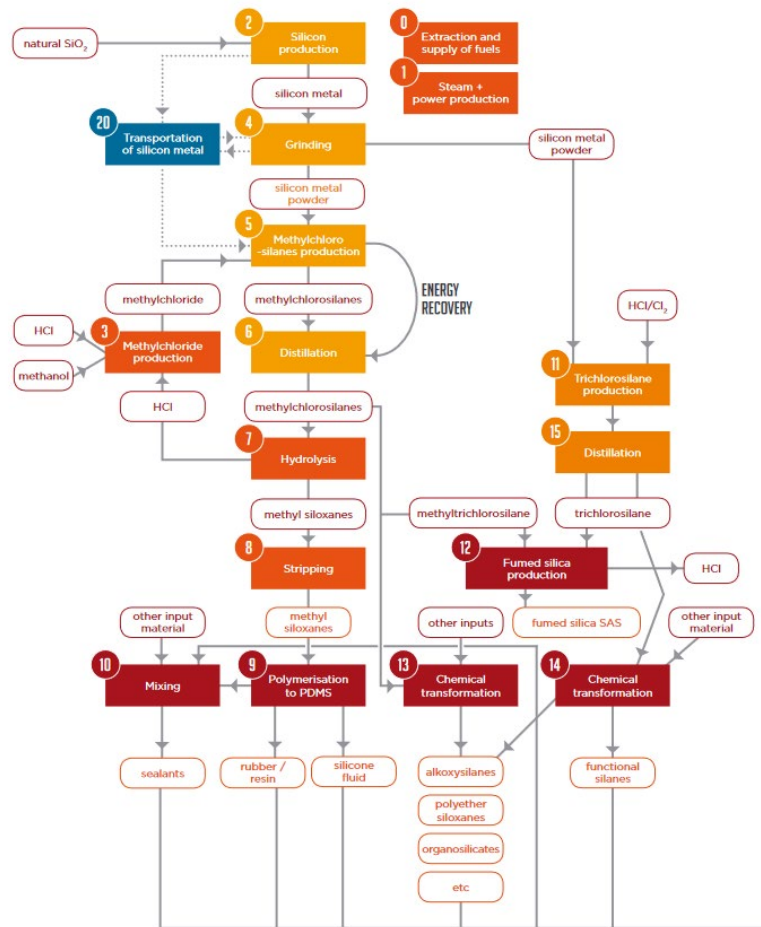 2
Silicon
production
natural SiO₂
0
Extraction and
supply of fuels
1
Steam +
power production
silicon metal
20
Transportation
of silicon metal
4
Grinding
silicon metal
powder
silicon metal
powder
5
Methylchloro
-silanes production
ENERGY
RECOVERY
methylchloride
methylchlorosilanes
HCl
HCl/Cl₂
3
Methylchloride
production
6
Distillation
methanol
11
Trichlorosilane
production
HCl
methylchlorosilanes
7
Hydrolysis
15
Distillation
methyl siloxanes
methyltrichlorosilane
trichlorosilane
8
Stripping
12
Fumed silica
production
HCl
other input
material
methyl
siloxanes
other inputs
fumed silica SAS
other input
material
10
Mixing
9
Polymerisation
to PDMS
13
Chemical
transformation
14
Chemical
transformation
sealants
rubber /
resin
silicone
fluid
alkoxysilanes
functional
silanes
polyether
siloxanes
organosilicates
etc